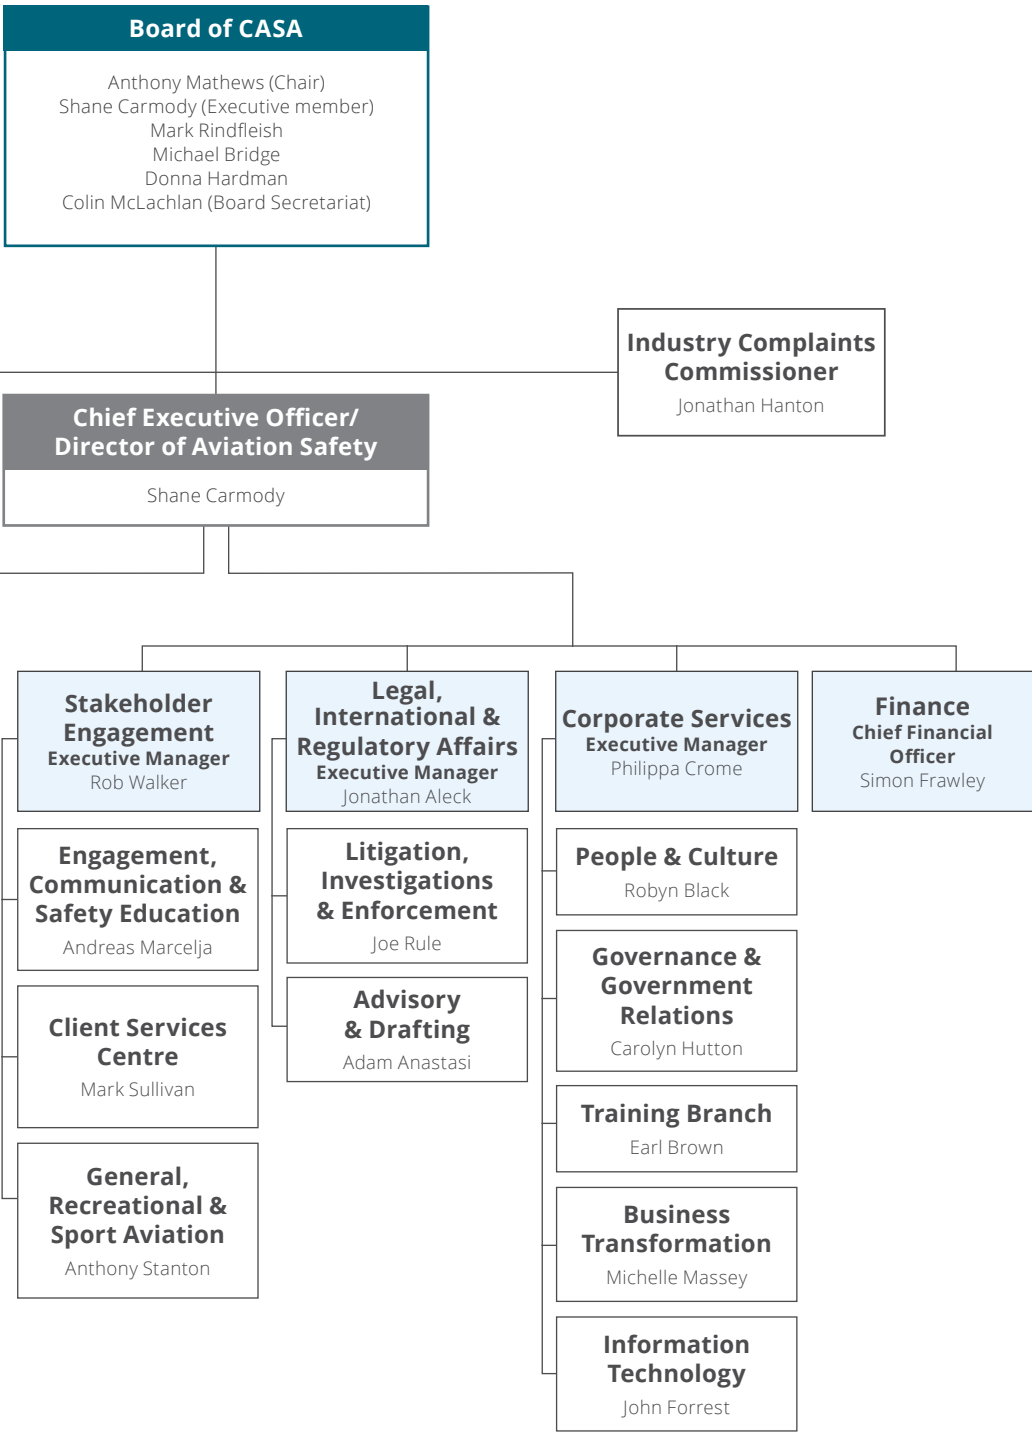 Board of CASA
Anthony Mathews (Chair)
Shane Carmody (Executive member)
Mark Rindfleish
Michael Bridge
Donna Hardman
Colin McLachlan (Board Secretariat)
Industry Complaints
Commissioner
Jonathan Hanton
Chief Executive Officer/
Director of Aviation Safety
Shane Carmody
Stakeholder
Engagement
Executive Manager
Rob Walker
Engagement,
Communication &
Safety Education
Andreas Marcelja
Client Services
Centre
Mark Sullivan
General,
Recreational &
Sport Aviation
Anthony Stanton
Legal,
International &
Regulatory Affairs
Executive Manager
Jonathan Aleck
Litigation,
Investigations
& Enforcement
Joe Rule
Advisory
& Drafting
Adam Anastasi
Corporate Services
Executive Manager
Philippa Crome
People & Culture
Robyn Black
Governance &
Government
Relations
Carolyn Hutton
Training Branch
Earl Brown
Business
Transformation
Michelle Massey
Information
Technology
John Forrest
Finance
Chief Financial
Officer
Simon Frawley